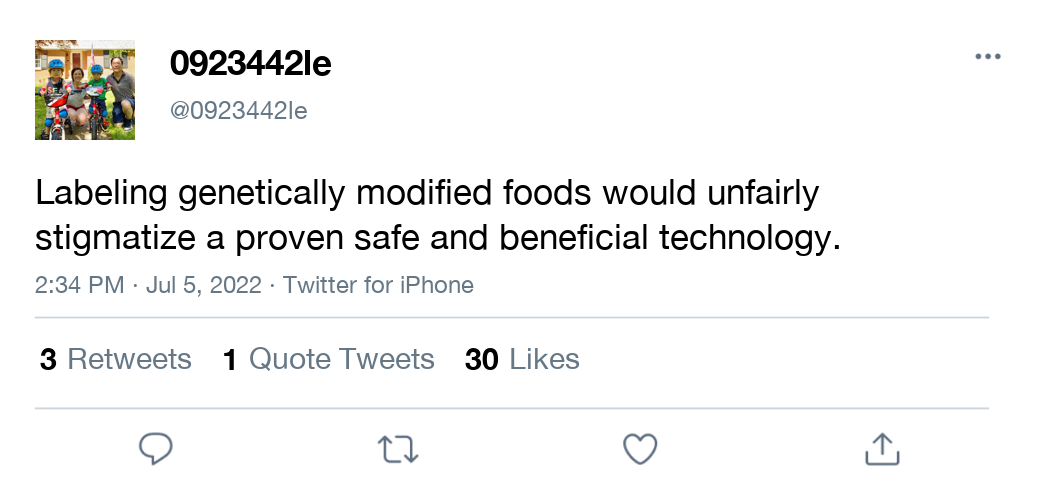 0923442le
@0923442le
Labeling genetically modified foods would unfairly
stigmatize a proven safe and beneficial technology.
2:34 PM · Jul 5, 2022 · Twitter for iPhone
3 Retweets 1 Quote Tweets 30 Likes